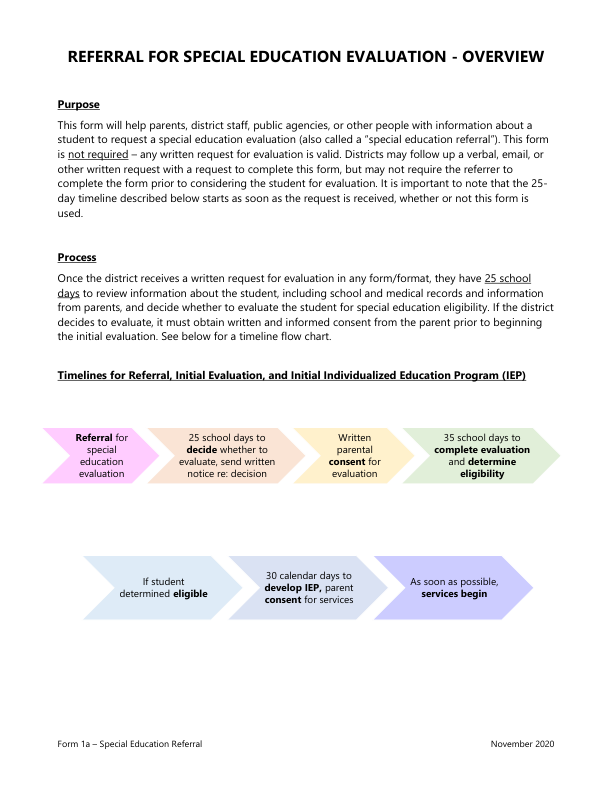 REFERRAL FOR SPECIAL EDUCATION EVALUATION - OVERVIEW
Purpose
This form will help parents, district staff, public agencies, or other people with information about a
student to request a special education evaluation (also called a “special education referral”). This form
is not required – any written request for evaluation is valid. Districts may follow up a verbal, email, or
other written request with a request to complete this form, but may not require the referrer to
complete the form prior to considering the student for evaluation. It is important to note that the 25-
day timeline described below starts as soon as the request is received, whether or not this form is
used.
Process
Once the district receives a written request for evaluation in any form/format, they have 25 school
days to review information about the student, including school and medical records and information
from parents, and decide whether to evaluate the student for special education eligibility. If the district
decides to evaluate, it must obtain written and informed consent from the parent prior to beginning
the initial evaluation. See below for a timeline flow chart.
Timelines for Referral, Initial Evaluation, and Initial Individualized Education Program (IEP)
Referral for
special
education
evaluation
25 school days to
decide whether to
evaluate, send written
notice re: decision
Written
parental
consent for
evaluation
35 school days to
complete evaluation
and determine
eligibility
If student
determined eligible
30 calendar days to
develop IEP, parent
consent for services
As soon as possible,
services begin
Form 1a – Special Education Referral
November 2020